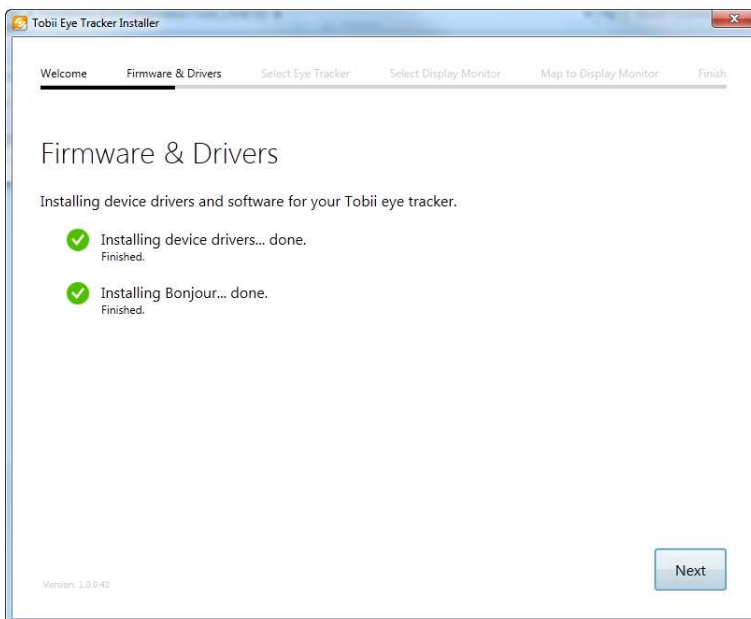 Tobii Eye Tracker Installer
Welcome Firmware & Drivers Select Eye Tracker Select Display Monitor Map to Display Monitor Finish
Firmware & Drivers
Installing device drivers and software for your Tobii eye tracker.
Installing device drivers... done.
Finished.
Installing Bonjour... done.
Finished.
Next
Version: 1.0.0.42